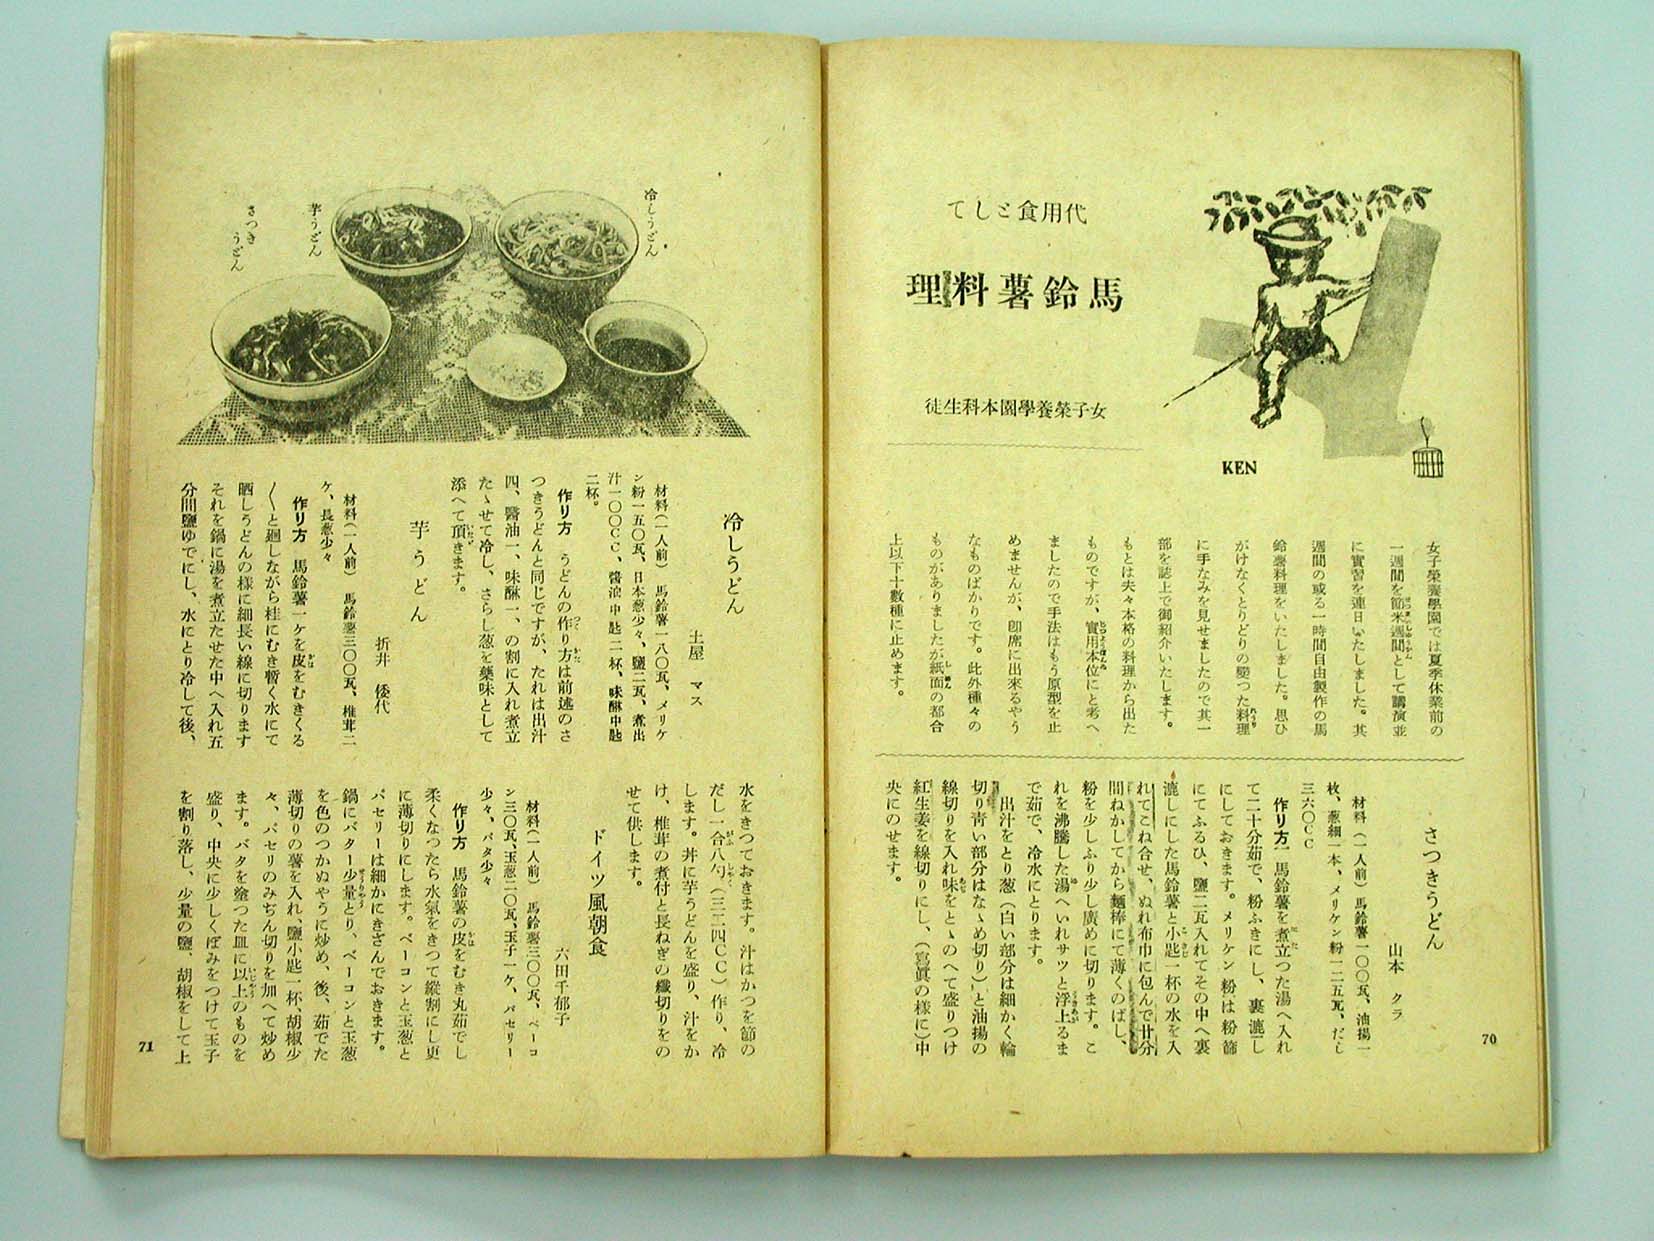 てしと食用代
理料薯鈴馬
徒生科本園學養榮子女
KEN
女子榮養學園では夏季休業前の
一週間を節米週間として講演並
に實習を連日いたしました。其
週間の或る一時間自由製作の馬
鈴薯料理をいたしました。思ひ
がけなくとりどりの變つた料理
に手なみを見せましたので其一
部を誌上で御紹介いたします。
もとは夫々本格の料理から出た
ものですが、實用本位にと考へ
ましたので手法はもう原型を止
めませんが、卽席に出來るやう
なものばかりです。此外種々の
ものがありましたが紙面の都合
上以下十數種に止めます。
さつきうどん
山本 クラ
材料(一人前) 馬鈴薯一〇〇瓦、油揚一
枚、葱細一本、メリケン粉一二五瓦、だし
三六〇CC
作り方 馬鈴薯を煮立つた湯へ入れ
て二十分茹で、粉ふきにし、裏漉し
にしておきます。メリケン粉は粉篩
にてふるひ、鹽二瓦入れてその中へ裏
漉しにした馬鈴薯と小匙一杯の水を入
れてこね合せ、ぬれ布巾に包んで廿分
間ねかしてから麺棒にて薄くのばし、
粉を少しふり少し廣めに切ります。こ
れを沸騰した湯へいれサツと浮上るま
で茹で、冷水にとります。
出汁をとり葱(白い部分は細かく輪
切り靑い部分はなゝめ切り)と油揚の
線切りを入れ味をとゝのへて盛りつけ
紅生姜を線切りにし、(寫眞の樣に)中
央にのせます。
70
冷しうどん
芋うどん
さつきうどん
冷しうどん
土屋 マス
材料(一人前) 馬鈴薯一八〇瓦、メリケ
ン粉一五〇瓦、日本葱少々、鹽二瓦、煮出
汁一〇〇CC、醬油中匙二杯、味醂中匙
二杯。
作り方 うどんの作り方は前述のさ
つきうどんと同じですが、たれは出汁
四、醬油一、味醂一、の割に入れ煮立
たゝせて冷し、さらし葱を藥味として
添へて頂きます。
芋うどん
折井 倭代
材料(一人前) 馬鈴薯三〇〇瓦、椎茸二
ケ、長葱少々
作り方 馬鈴薯一ケを皮をむきくる
〱と廻しながら桂にむき暫く水にて
晒しうどんの樣に細長い線に切ります
それを鍋に湯を煮立たせた中へ入れ五
分間鹽ゆでにし、水にとり冷して後、
水をきつておきます。汁はかつを節の
だし一合八勺(三二四CC)作り、冷
します。丼に芋うどんを盛り、汁をか
け、椎茸の煮付と長ねぎの纖切りをの
せて供します。
ドイツ風朝食
六田千郁子
材料(一人前) 馬鈴薯三〇〇瓦、ベーコ
ン三〇瓦、玉葱二〇瓦、玉子一ケ、パセリー
少々、バタ少々
作り方 馬鈴薯の皮をむき丸茹でし
柔くなつたら水氣をきつて縱割にし更
に薄切りにします。ベーコンと玉葱と
パセリーは細かにきざんでおきます。
鍋にバター少量とり、ベーコンと玉葱
を色のつかぬやうに炒め、後、茹でた
薄切りの薯を入れ、鹽小匙一杯、胡椒少
々、パセリのみぢん切りを加へて炒め
ます。バタを塗つた皿に以上のものを
盛り、中央に少しくぼみをつけて玉子
を割り落し、少量の鹽、胡椒をして上
71